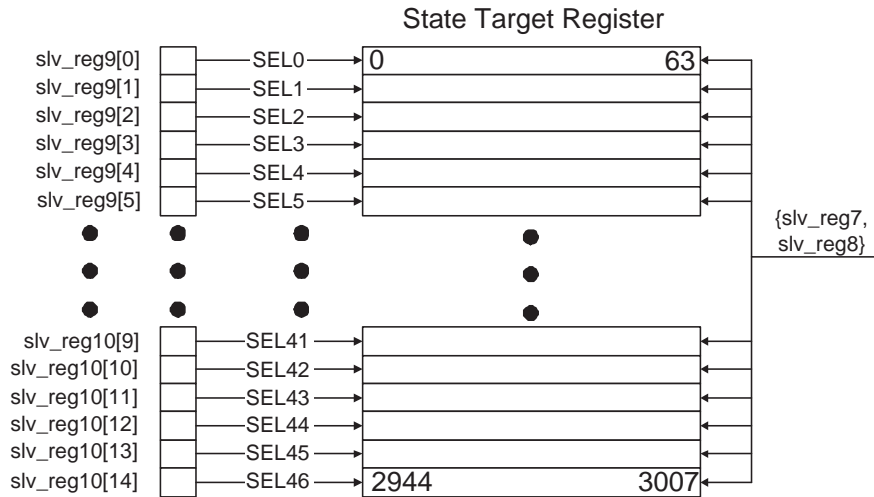 State Target Register
slv_reg9[0] SEL0 0 63
slv_reg9[1] SEL1
slv_reg9[2] SEL2
slv_reg9[3] SEL3
slv_reg9[4] SEL4
slv_reg9[5] SEL5
{slv_reg7,
slv_reg8}
slv_reg10[9] SEL41
slv_reg10[10] SEL42
slv_reg10[11] SEL43
slv_reg10[12] SEL44
slv_reg10[13] SEL45
slv_reg10[14] SEL46 2944 3007